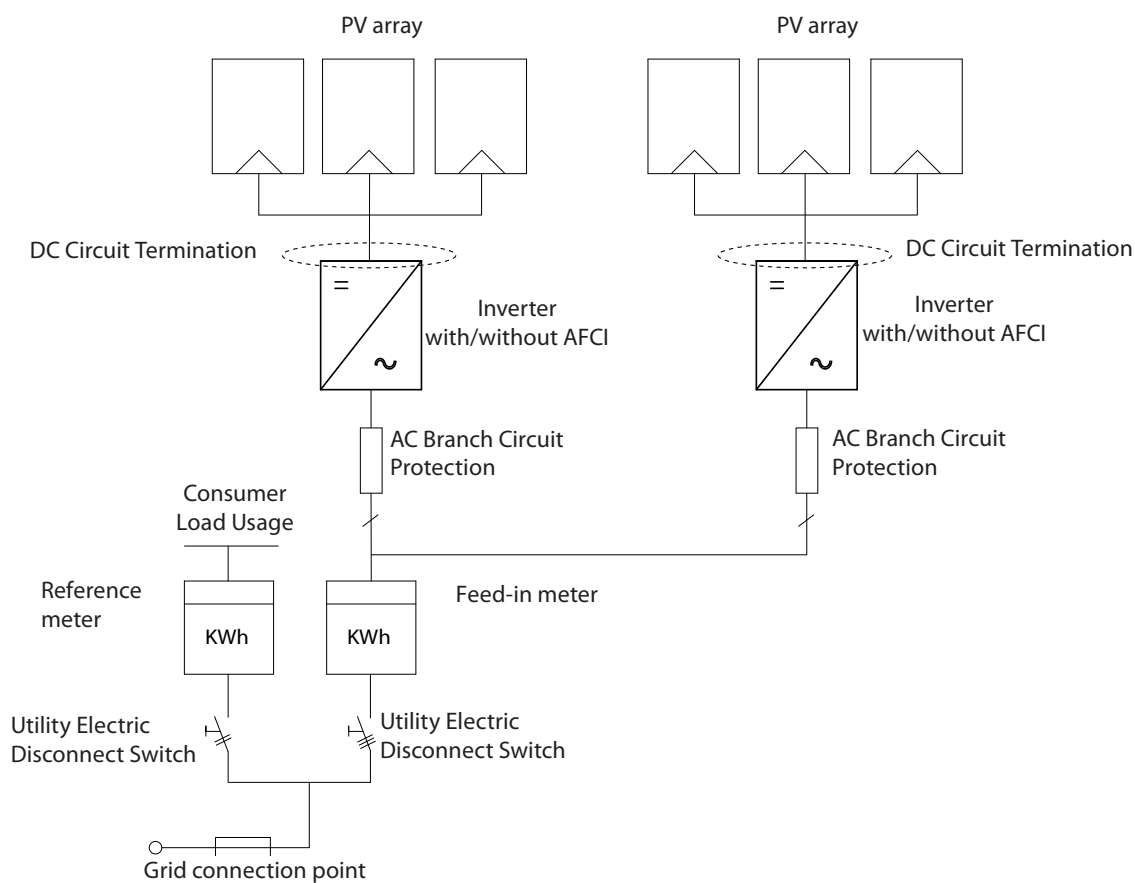 PV array
PV array
DC Circuit Termination
DC Circuit Termination
=
=
Inverter
with/without AFCI
Inverter
with/without AFCI
~
~
AC Branch Circuit
Protection
AC Branch Circuit
Protection
Consumer
Load Usage
Reference
meter
Feed-in meter
KWh
KWh
Utility Electric
Disconnect Switch
Utility Electric
Disconnect Switch
Grid connection point